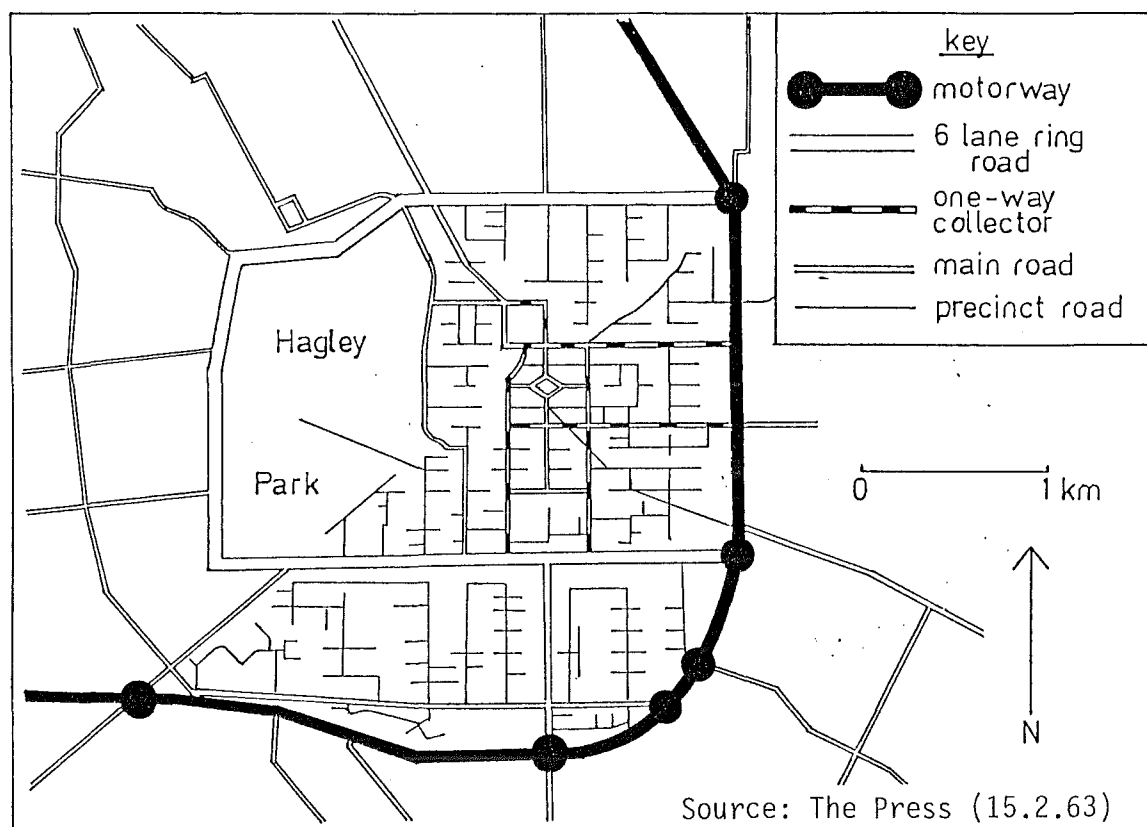 key
motorway
6 lane ring
road
one-way
collector
main road
precinct road
Hagley
Park
0 1 km
N
Source: The Press (15.2.63)